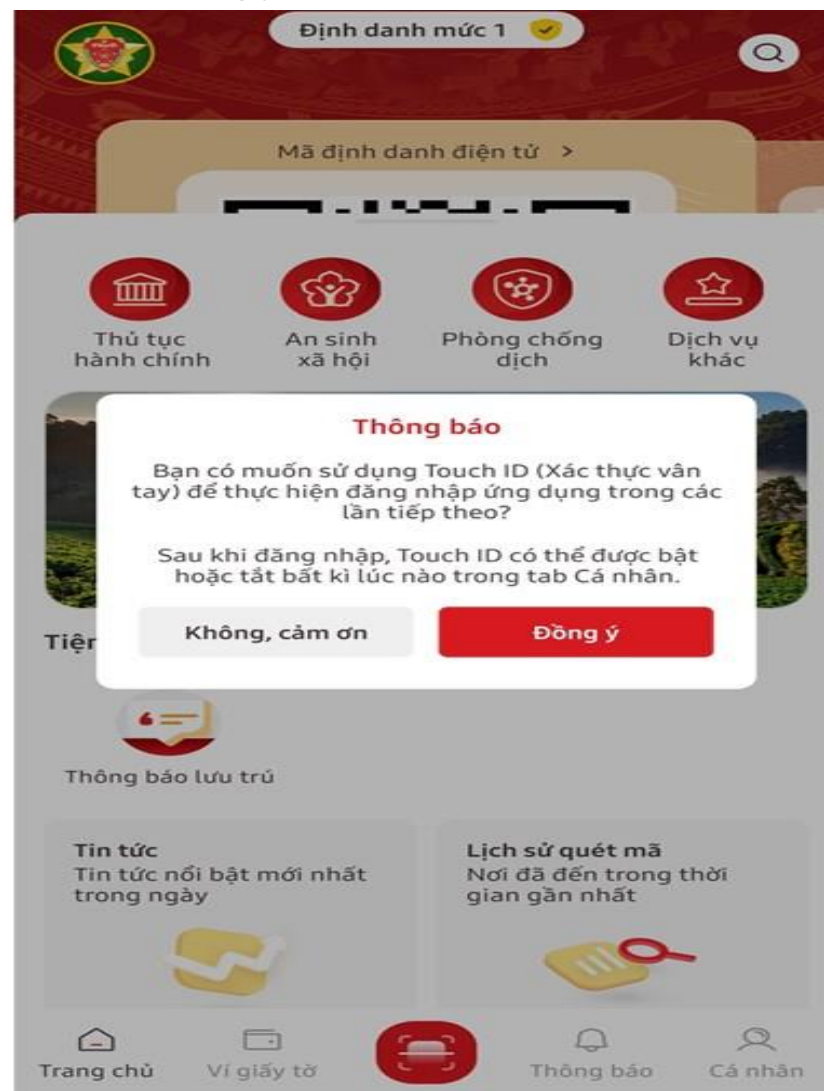 Định danh mức 1
Mã định danh điện tử >
Thủ tục
hành chính
An sinh
xã hội
Phòng chống
dịch
Dịch vụ
khác
Thông báo
Bạn có muốn sử dụng Touch ID (Xác thực vân
tay) để thực hiện đăng nhập ứng dụng trong các
lần tiếp theo?
Sau khi đăng nhập, Touch ID có thể được bật
hoặc tắt bất kì lúc nào trong tab Cá nhân.
Không, cảm ơn
Đồng ý
Thông báo lưu trú
Tin tức
Tin tức nổi bật mới nhất
trong ngày
Lịch sử quét mã
Nơi đã đến trong thời
gian gần nhất
Trang chủ
Ví giấy tờ
Thông báo
Cá nhân